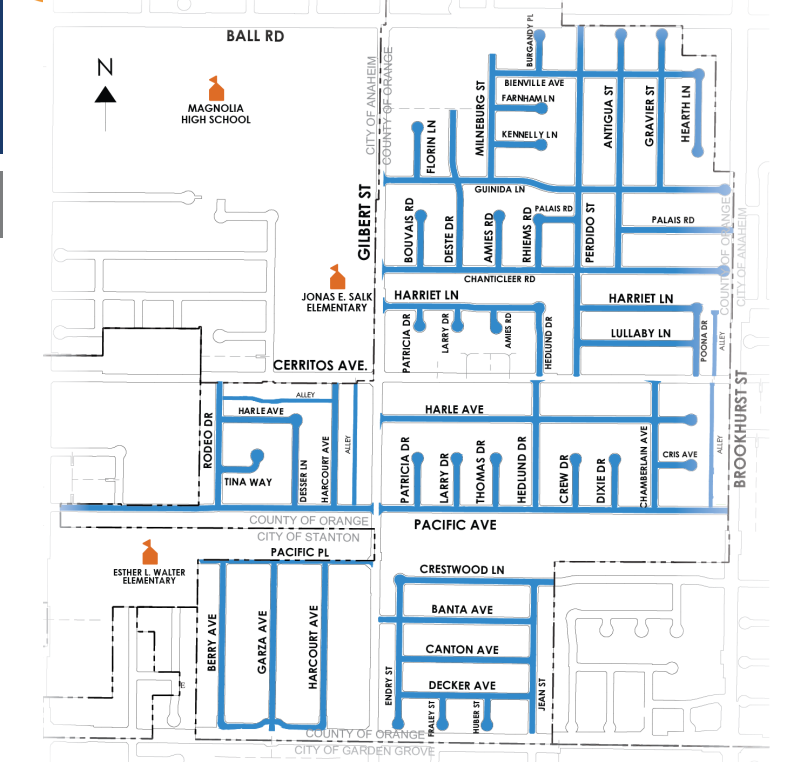 BALL RD
N
MAGNOLIA
HIGH SCHOOL
CITY OF ANAHEIM
COUNTY OF ORANGE
BURGANDY PL
BIENVILLE AVE
FARNHAM LN
KENNELLY LN
MILNEBURG ST
FLORIN LN
ANTIGUA ST
GRAVIER ST
HEARTH LN
GUINIDA LN
GILBERT ST
BOUVAIS RD
DESTE DR
AMIES RD
RHIEMS RD
PALAIS RD
PERDIDO ST
PALAIS RD
COUNTY OF ORANGE
CITY OF ANAHEIM
CHANTICLEER RD
JONAS E. SALK
ELEMENTARY
HARRIET LN
HARRIET LN
PATRICIA DR
LARRY DR
AMIES RD
HEDLUND DR
LULLABY LN
POONA DR
ALLEY
CERRITOS AVE.
BROOKHURST ST
ALLEY
HARLE AVE
HARLE AVE
RODEO DR
TINA WAY
DESSER LN
HARCOURT AVE
ALLEY
PATRICIA DR
LARRY DR
THOMAS DR
HEDLUND DR
CREW DR
DIXIE DR
CHAMBERLAIN AVE
CRIS AVE
ALLEY
COUNTY OF ORANGE
CITY OF STANTON
PACIFIC AVE
PACIFIC PL
ESTHER L. WALTER
ELEMENTARY
CRESTWOOD LN
BANTA AVE
CANTON AVE
DECKER AVE
BERRY AVE
GARZA AVE
HARCOURT AVE
ENDRY ST
FRALEY ST
HUBER ST
JEAN ST
COUNTY OF ORANGE
CITY OF GARDEN GROVE